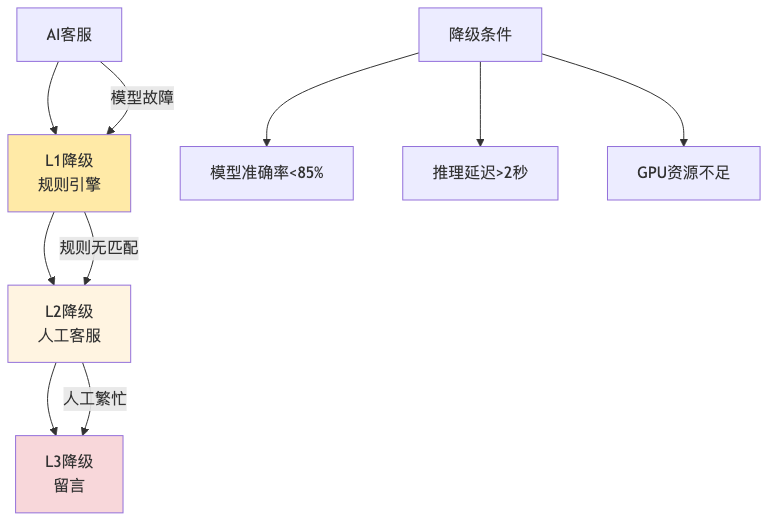 AI客服
模型故障
L1降级
规则引擎
规则无匹配
L2降级
人工客服
人工繁忙
L3降级
留言
降级条件
模型准确率<85%
推理延迟>2秒
GPU资源不足